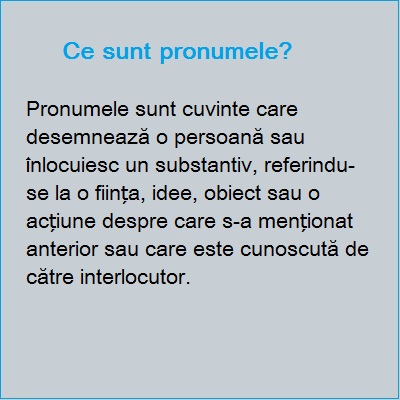 Ce sunt pronumele?
Pronumele sunt cuvinte care
desemnează o persoană sau
înlocuiesc un substantiv, referindu-
se la o ființa, idee, obiect sau o
acțiune despre care s-a menționat
anterior sau care este cunoscută de
către interlocutor.